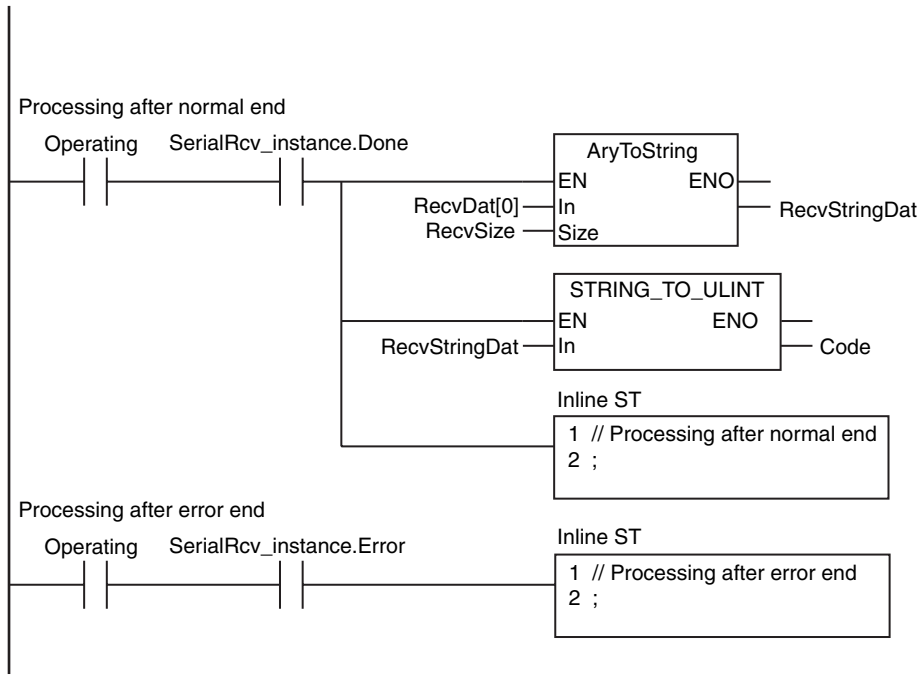 Processing after normal end
Operating SerialRcv_instance.Done
AryToString
EN ENO
RecvDat[0] In RecvStringDat
RecvSize Size
STRING_TO_ULINT
EN ENO
RecvStringDat In Code
Inline ST
1 // Processing after normal end
2 ;
Processing after error end
Operating SerialRcv_instance.Error
Inline ST
1 // Processing after error end
2 ;